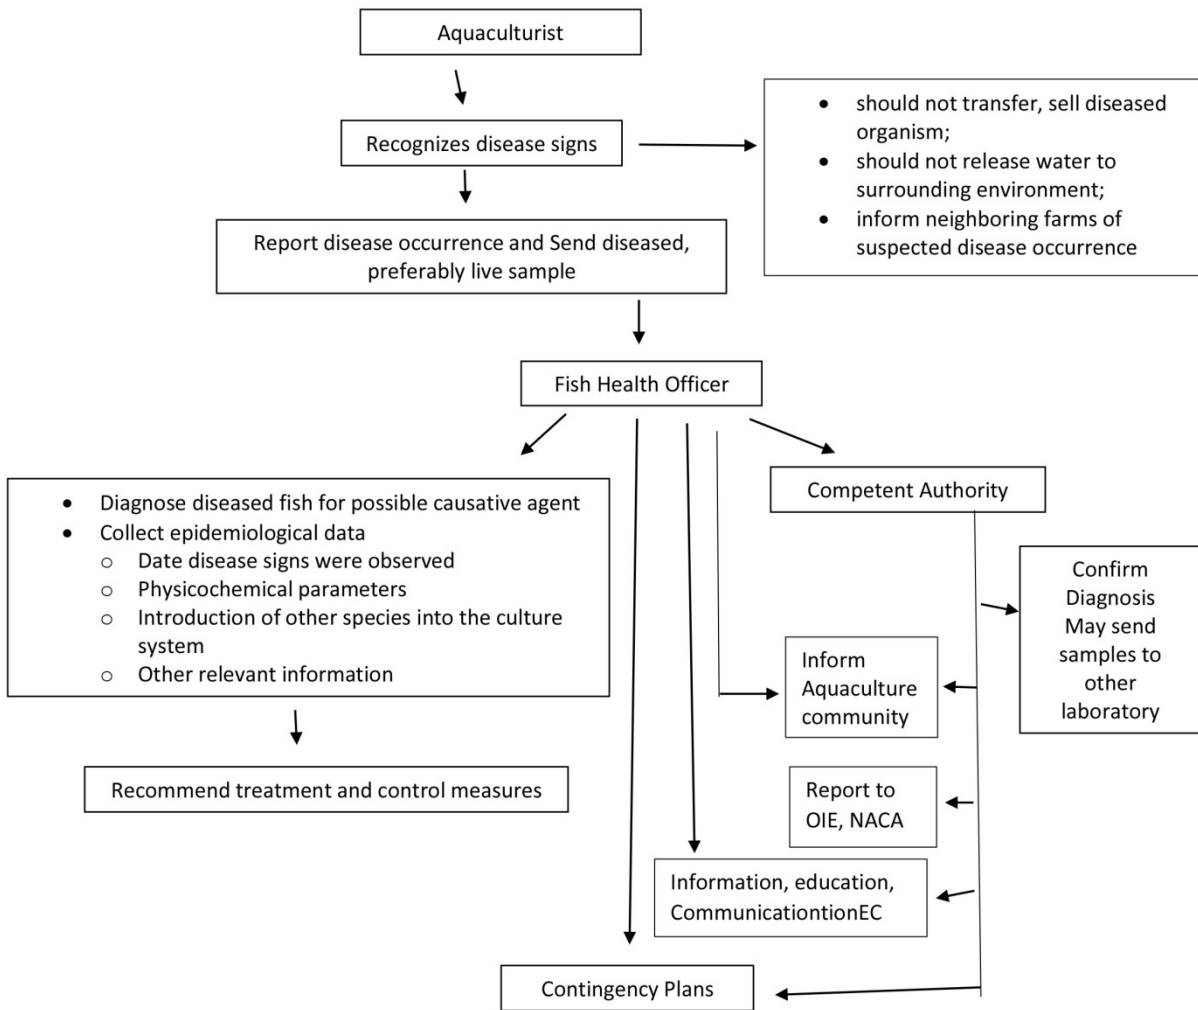 Aquaculturist
Recognizes disease signs
• should not transfer, sell diseased
organism;
• should not release water to
surrounding environment;
• inform neighboring farms of
suspected disease occurrence
Report disease occurrence and Send diseased,
preferably live sample
Fish Health Officer
• Diagnose diseased fish for possible causative agent
• Collect epidemiological data
o Date disease signs were observed
o Physicochemical parameters
o Introduction of other species into the culture
system
o Other relevant information
Competent Authority
Confirm
Diagnosis
May send
samples to
other
laboratory
Inform
Aquaculture
community
Recommend treatment and control measures
Report to
OIE, NACA
Information, education,
CommunicationtionEC
Contingency Plans